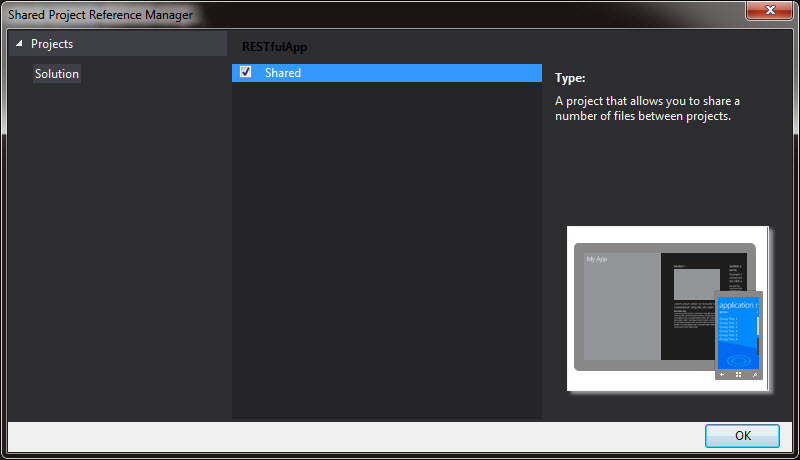 Shared Project Reference Manager
Projects
Solution
RESTfulApp
Shared
Type:
A project that allows you to share a
number of files between projects.
My App
application
OK